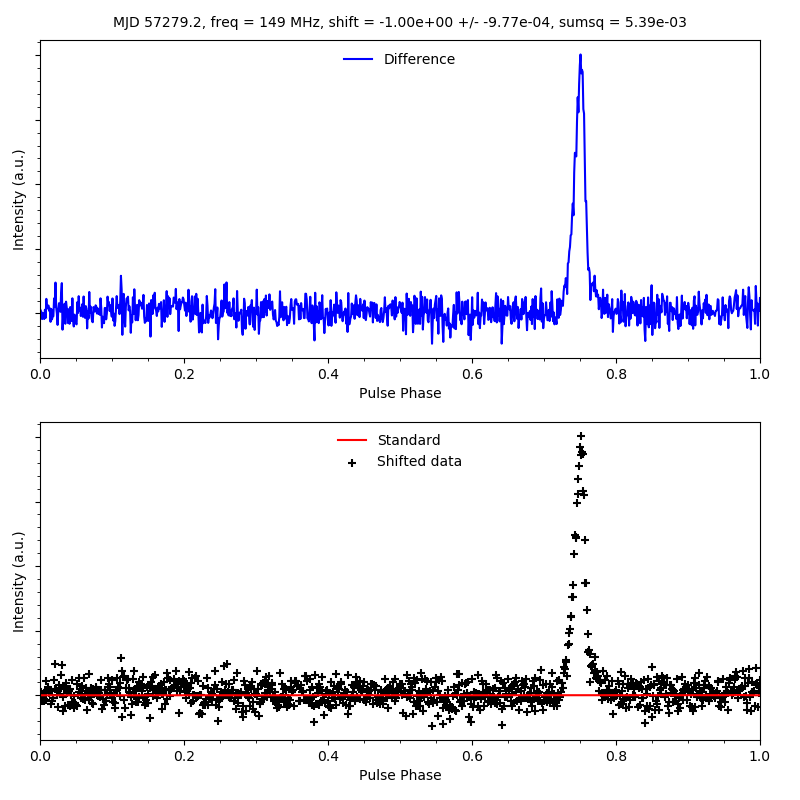 MJD 57279.2, freq = 149 MHz, shift = -1.00e+00 +/- -9.77e-04, sumsq = 5.39e-03
Difference
Intensity (a.u.)
0.0 0.2 0.4 0.6 0.8 1.0
Pulse Phase
Standard
Shifted data
Intensity (a.u.)
0.0 0.2 0.4 0.6 0.8 1.0
Pulse Phase